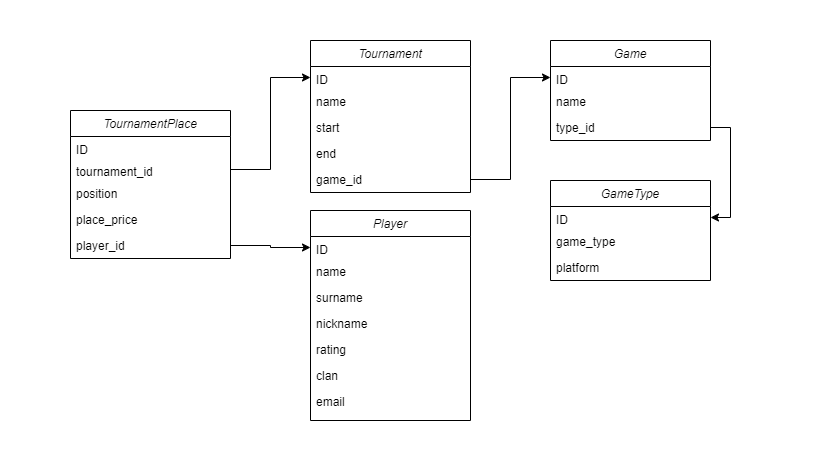 TournamentPlace
ID
tournament_id
position
place_price
player_id
Tournament
ID
name
start
end
game_id
Player
ID
name
surname
nickname
rating
clan
email
Game
ID
name
type_id
GameType
ID
game_type
platform